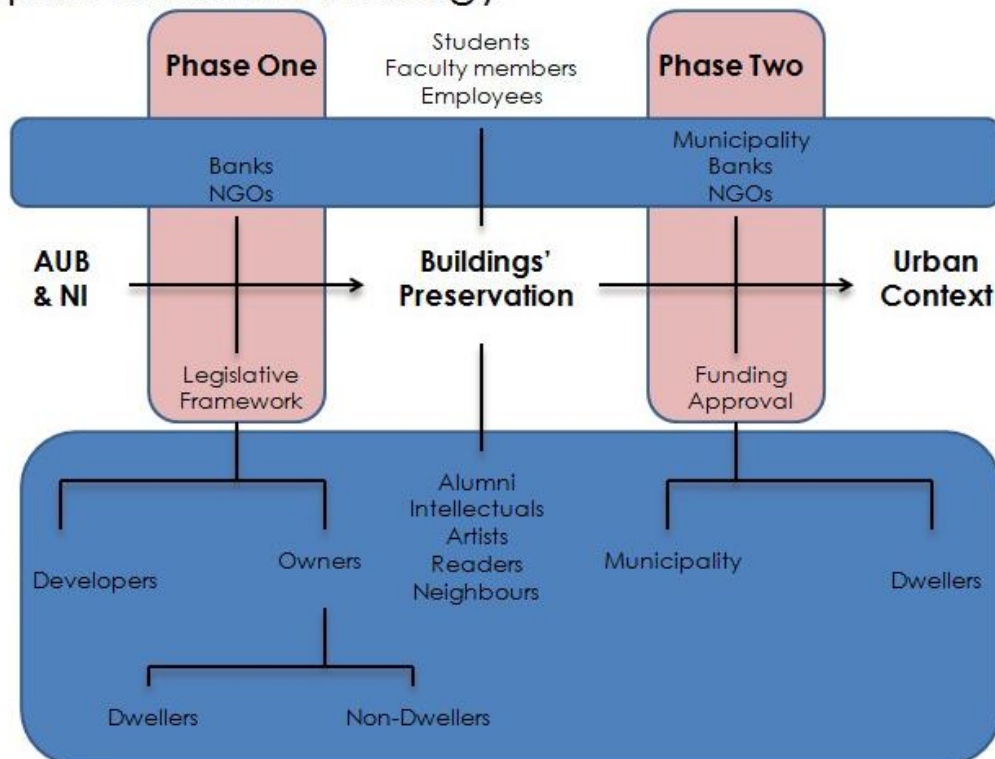 Phase One
Students
Faculty members
Employees
Phase Two
Banks
NGOs
Municipality
Banks
NGOs
AUB
& NI
Buildings'
Preservation
Urban
Context
Legislative
Framework
Funding
Approval
Alumni
Intellectuals
Artists
Readers
Neighbours
Developers
Owners
Municipality
Dwellers
Dwellers
Non-Dwellers